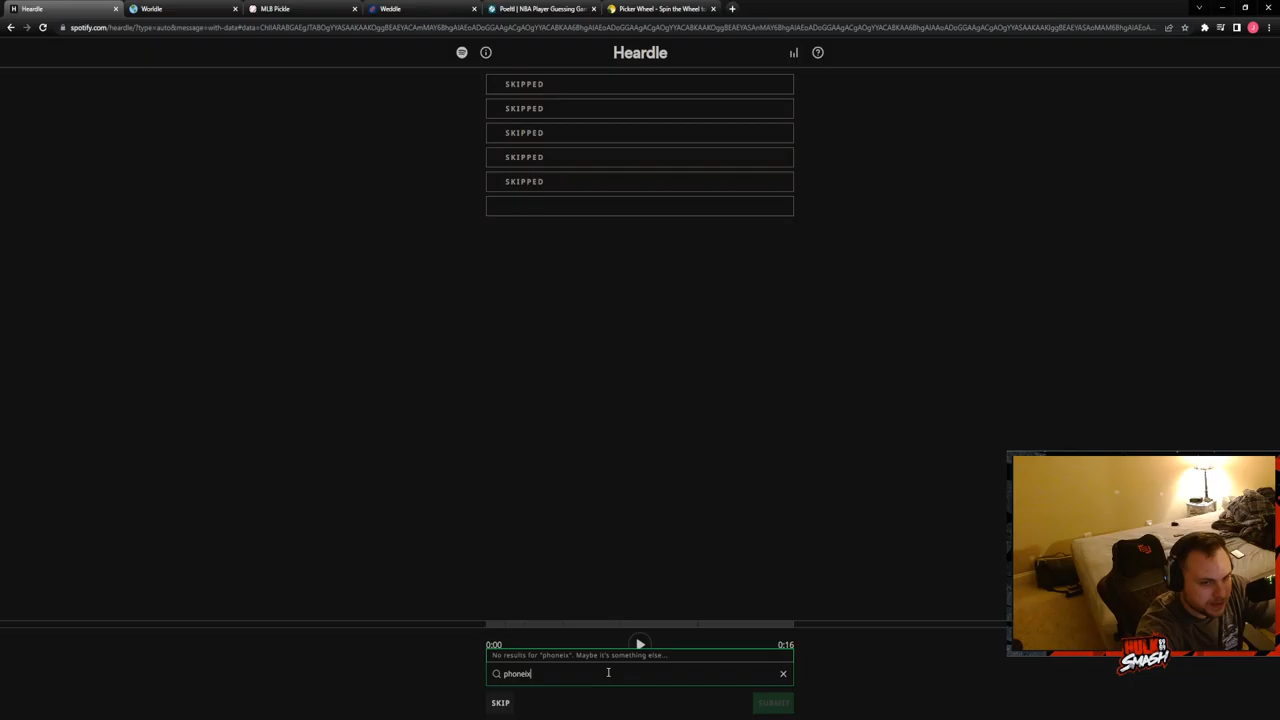 Heardle
Worldle
MLB Pickle
Weddle
Poeltl | NBA Player Guessing Gam
Picker Wheel - Spin the Wheel to
Heardle
SKIPPED
SKIPPED
SKIPPED
SKIPPED
SKIPPED
0:00
0:16
No results for "phoneix". Maybe it's something else...
phoneix
SKIP
SUBMIT
HULK
SMASH